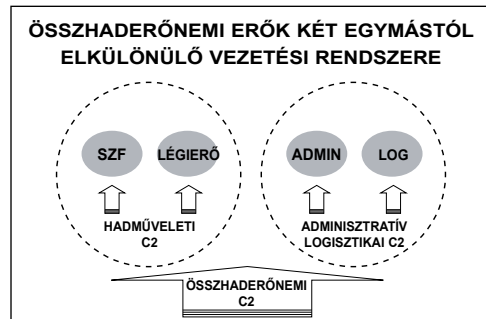 ÖSSZHADERŐNEMI ERŐK KÉT EGYMÁSTÓL
ELKÜLÖNÜLŐ VEZETÉSI RENDSZERE
SZF
LÉGIERŐ
ADMIN
LOG
HADMŰVELETI
C2
ADMINISZTRATÍV
LOGISZTIKAI C2
ÖSSZHADERŐNEMI
C2